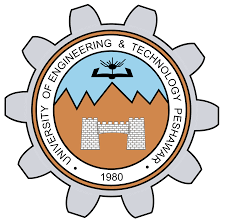 UNIVERSITY OF ENGINEERING & TECHNOLOGY PESHAWAR
1980